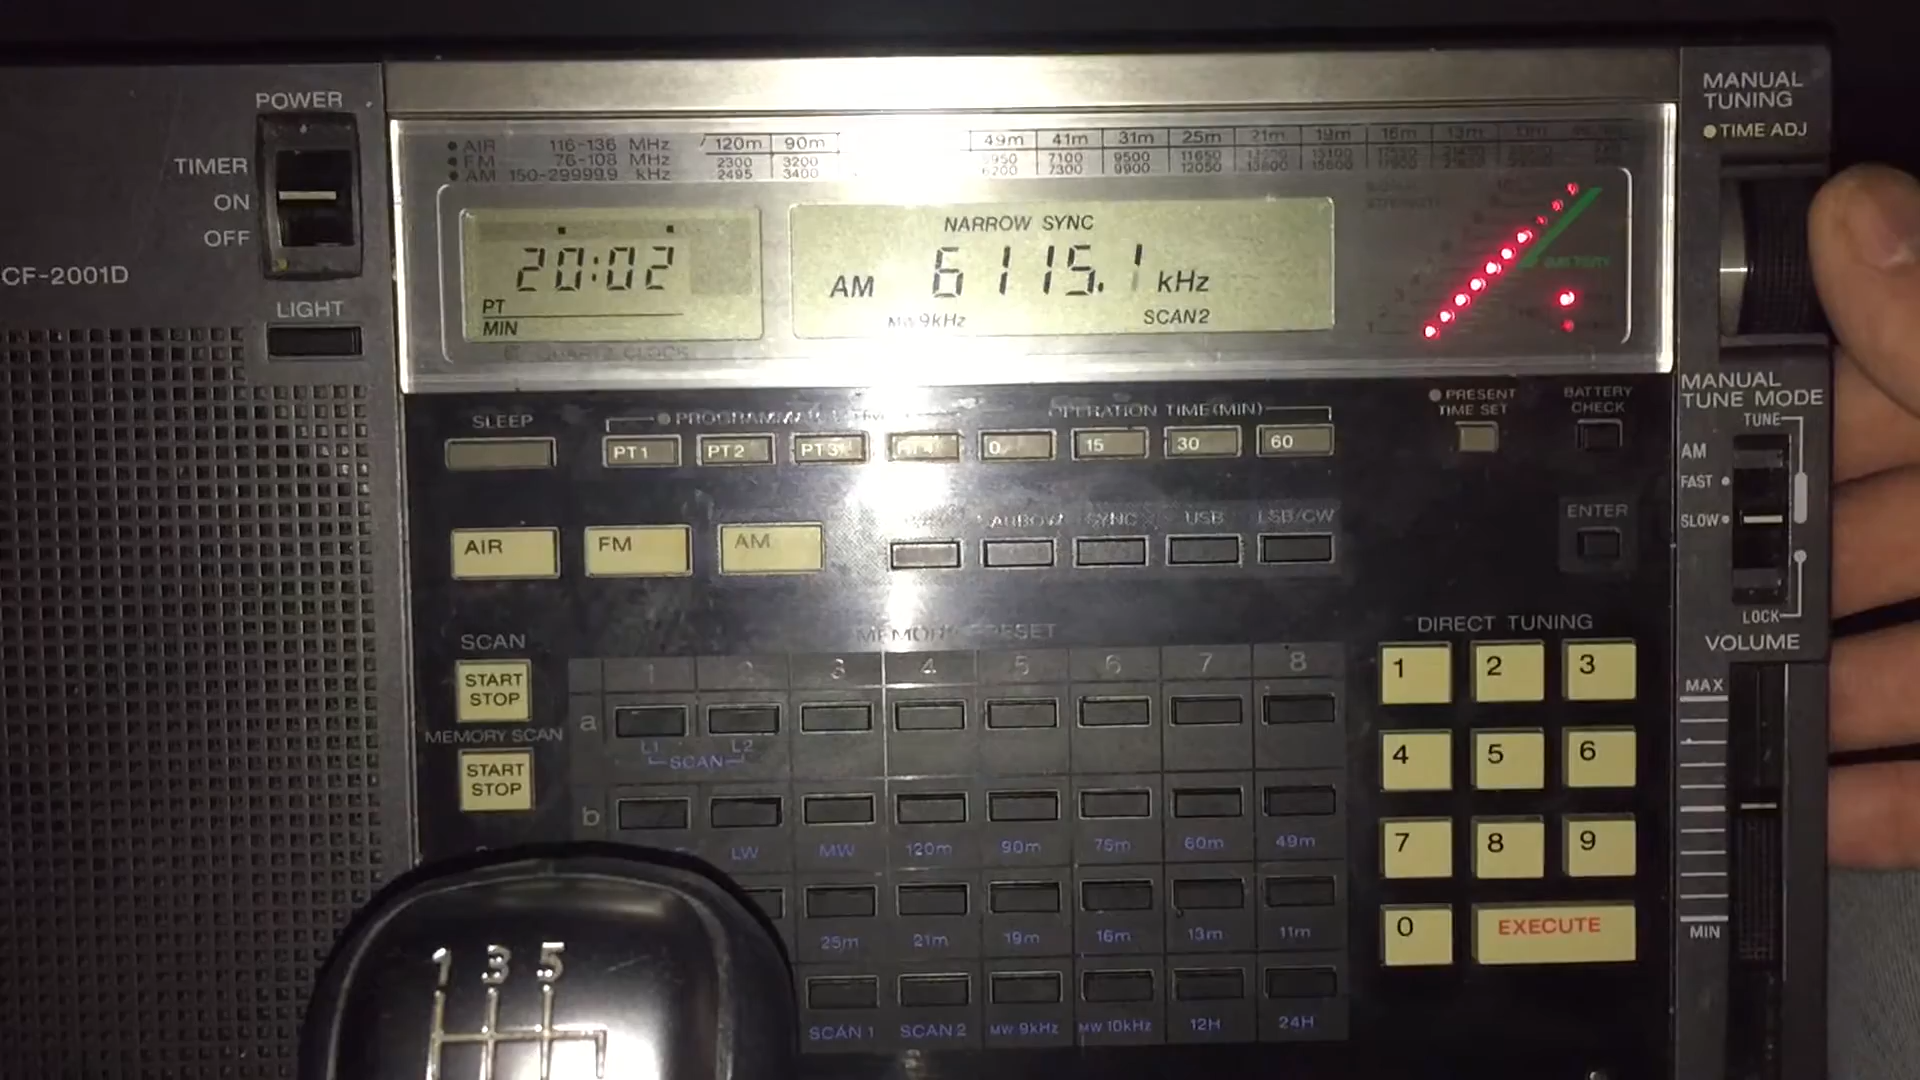 POWER
TIMER
ON
OFF
CF-2001D
LIGHT
AIR 116-136 MHz
FM 76-108 MHz
AM 150-29999.9 kHz
120m 90m 49m 41m 31m 25m 21m 19m 16m 13m
2300 3200 5950 7100 9500 11650
2495 3400 6200 7300 9900 12050
20:02
PT
MIN
QUARTZ CLOCK
NARROW SYNC
AM 6115.1 kHz
MW 9kHz SCAN2
MANUAL
TUNING
TIME ADJ
MANUAL
TUNE MODE
TUNE
AM
FAST
SLOW
LOCK
VOLUME
MAX
MIN
SLEEP
OPERATION TIME(MIN)
PT1 PT2 PT3 PT4 0 15 30 60
PRESENT
TIME SET
BATTERY
CHECK
ENTER
AIR FM AM
NARROW SYNC USB LSB/CW
SCAN
START
STOP
MEMORY SCAN
START
STOP
MEMORY PRESET
1 2 3 4 5 6 7 8
a
L1 L2
SCAN
b
LW MW 120m 90m 75m 60m 49m
25m 21m 19m 16m 13m 11m
SCAN 1 SCAN 2 MW 9kHz MW 10kHz 12H 24H
DIRECT TUNING
1 2 3
4 5 6
7 8 9
0 EXECUTE
1 3 5